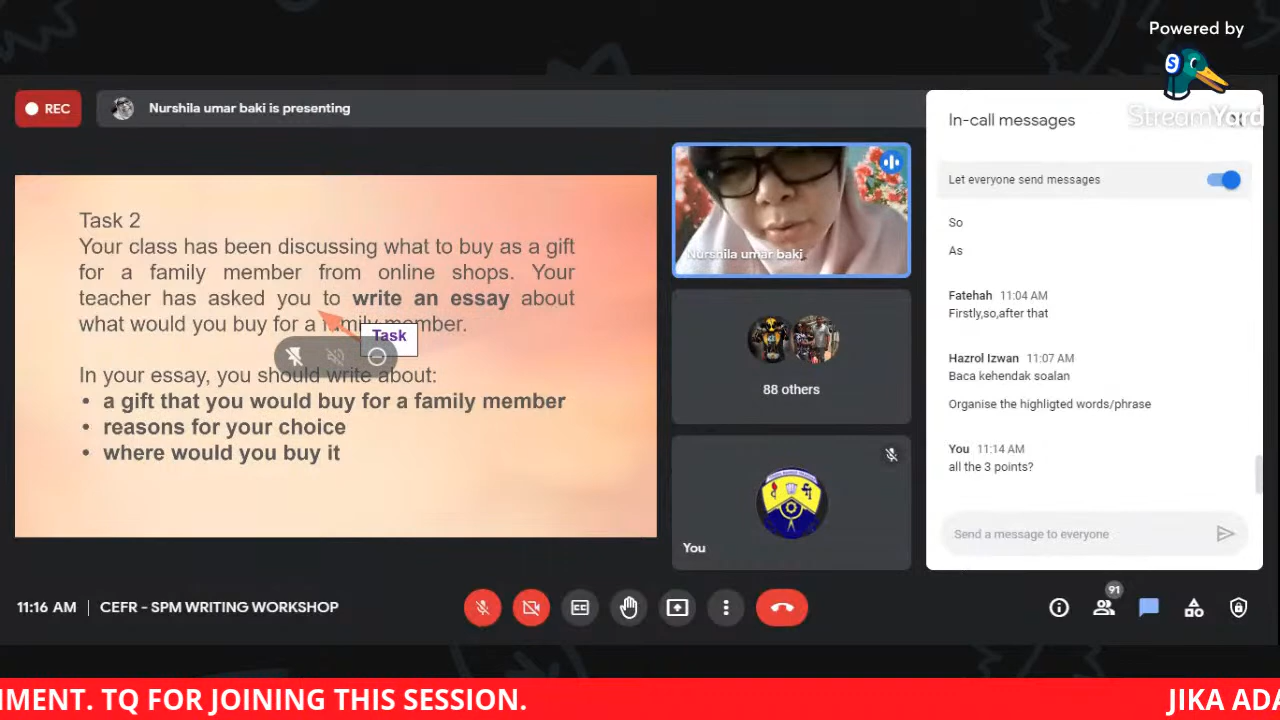 Powered by
StreamYard
REC
Nurshila umar baki is presenting
Task 2
Your class has been discussing what to buy as a gift
for a family member from online shops. Your
teacher has asked you to write an essay about
what would you buy for a family member.
Task
In your essay, you should write about:
• a gift that you would buy for a family member
• reasons for your choice
• where would you buy it
Nurshila umar baki
88 others
You
In-call messages
Let everyone send messages
So
As
Fatehah 11:04 AM
Firstly,so,after that
Hazrol Izwan 11:07 AM
Baca kehendak soalan
Organise the highligted words/phrase
You 11:14 AM
all the 3 points?
Send a message to everyone
11:16 AM CEFR - SPM WRITING WORKSHOP
91
NMENT. TQ FOR JOINING THIS SESSION. JIKA ADA